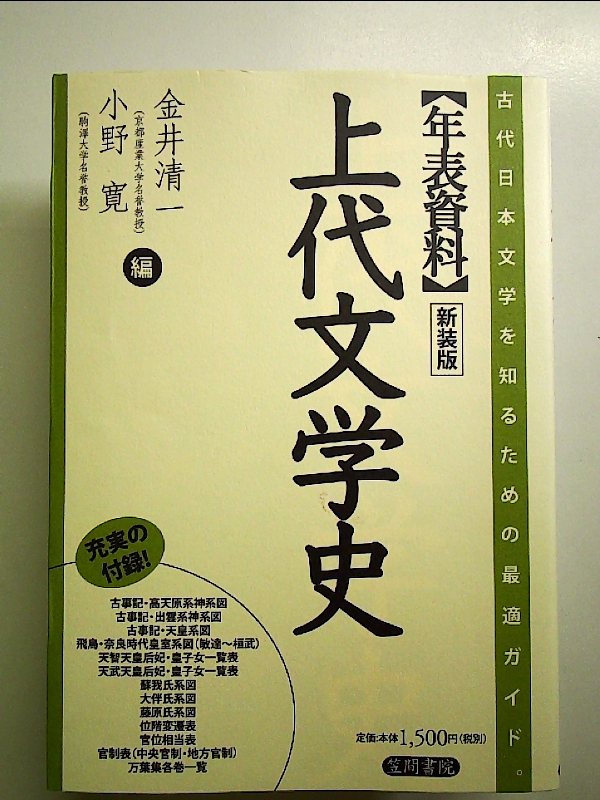 古代日本文学を知るための最適ガイド。
【年表資料】
新装版
上代文学史
金井清一
(京都産業大学名誉教授)
小野 寛
(駒澤大学名誉教授)
編
充実の
付録!
古事記・高天原系神系図
古事記・出雲系神系図
古事記・天皇系図
飛鳥・奈良時代皇室系図(敏達〜桓武)
天智天皇后妃・皇子女一覧表
天武天皇后妃・皇子女一覧表
蘇我氏系図
大伴氏系図
藤原氏系図
位階変遷表
官位相当表
官制表(中央官制・地方官制)
万葉集各巻一覧
定価:本体1,500円(税別)
笠間書院